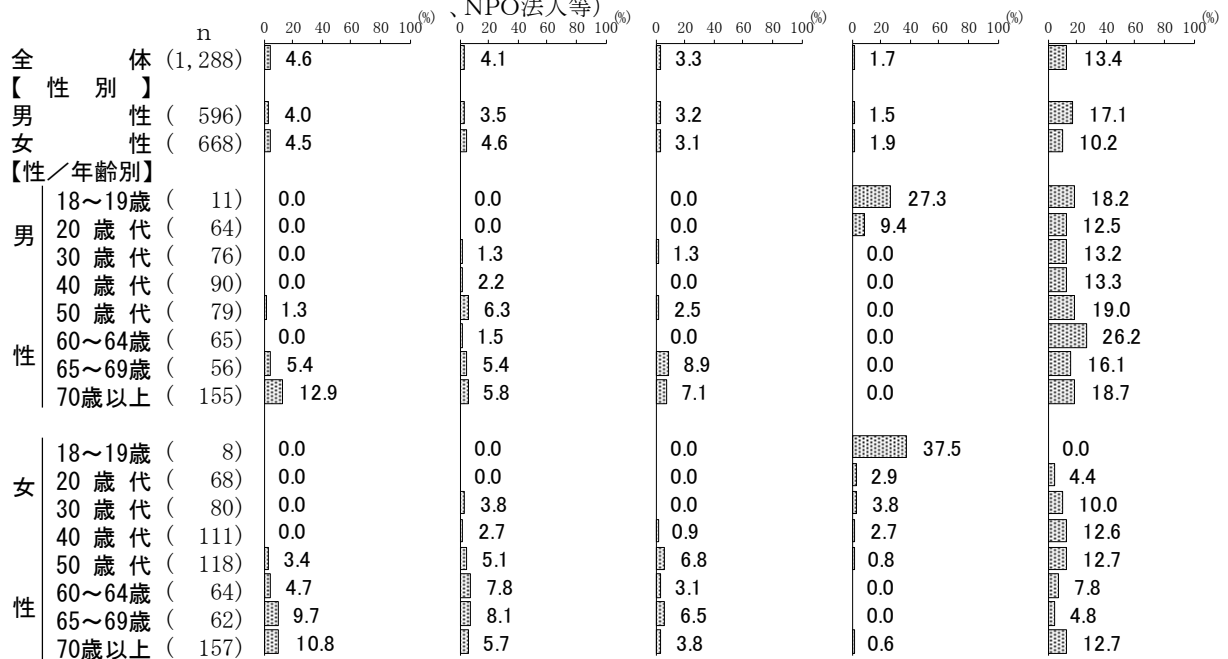 、NPO法人等)
(%) (%) (%) (%) (%)
n 0 20 40 60 80 100 0 20 40 60 80 100 0 20 40 60 80 100 0 20 40 60 80 100 0 20 40 60 80 100
全体 (1,288) 4.6 4.1 3.3 1.7 13.4
【性別】
男性 ( 596) 4.0 3.5 3.2 1.5 17.1
女性 ( 668) 4.5 4.6 3.1 1.9 10.2
【性/年齢別】
男性
18~19歳 ( 11) 0.0 0.0 0.0 27.3 18.2
20歳代 ( 64) 0.0 0.0 0.0 9.4 12.5
30歳代 ( 76) 0.0 1.3 1.3 0.0 13.2
40歳代 ( 90) 0.0 2.2 0.0 0.0 13.3
50歳代 ( 79) 1.3 6.3 2.5 0.0 19.0
60~64歳 ( 65) 0.0 1.5 0.0 0.0 26.2
65~69歳 ( 56) 5.4 5.4 8.9 0.0 16.1
70歳以上 ( 155) 12.9 5.8 7.1 0.0 18.7
女性
18~19歳 ( 8) 0.0 0.0 0.0 37.5 0.0
20歳代 ( 68) 0.0 0.0 0.0 2.9 4.4
30歳代 ( 80) 0.0 3.8 0.0 3.8 10.0
40歳代 ( 111) 0.0 2.7 0.9 2.7 12.6
50歳代 ( 118) 3.4 5.1 6.8 0.8 12.7
60~64歳 ( 64) 4.7 7.8 3.1 0.0 7.8
65~69歳 ( 62) 9.7 8.1 6.5 0.0 4.8
70歳以上 ( 157) 10.8 5.7 3.8 0.6 12.7